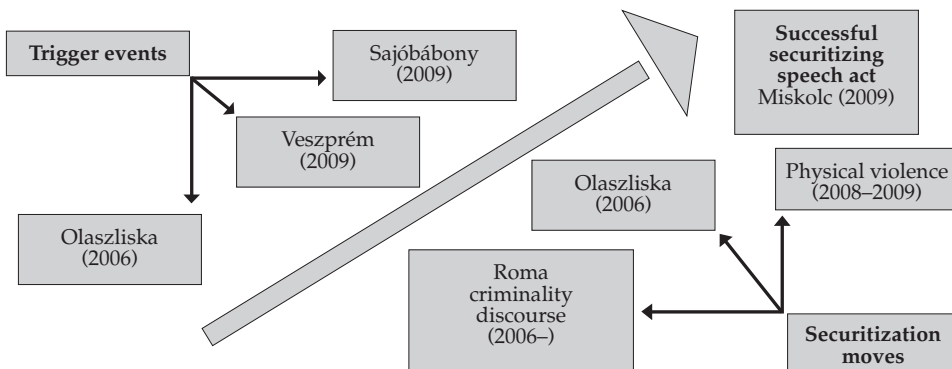 Trigger events
Sajóbábony
(2009)
Veszprém
(2009)
Olaszliska
(2006)
Successful
securitizing
speech act
Miskolc (2009)
Olaszliska
(2006)
Physical violence
(2008–2009)
Roma
criminality
discourse
(2006–)
Securitization
moves